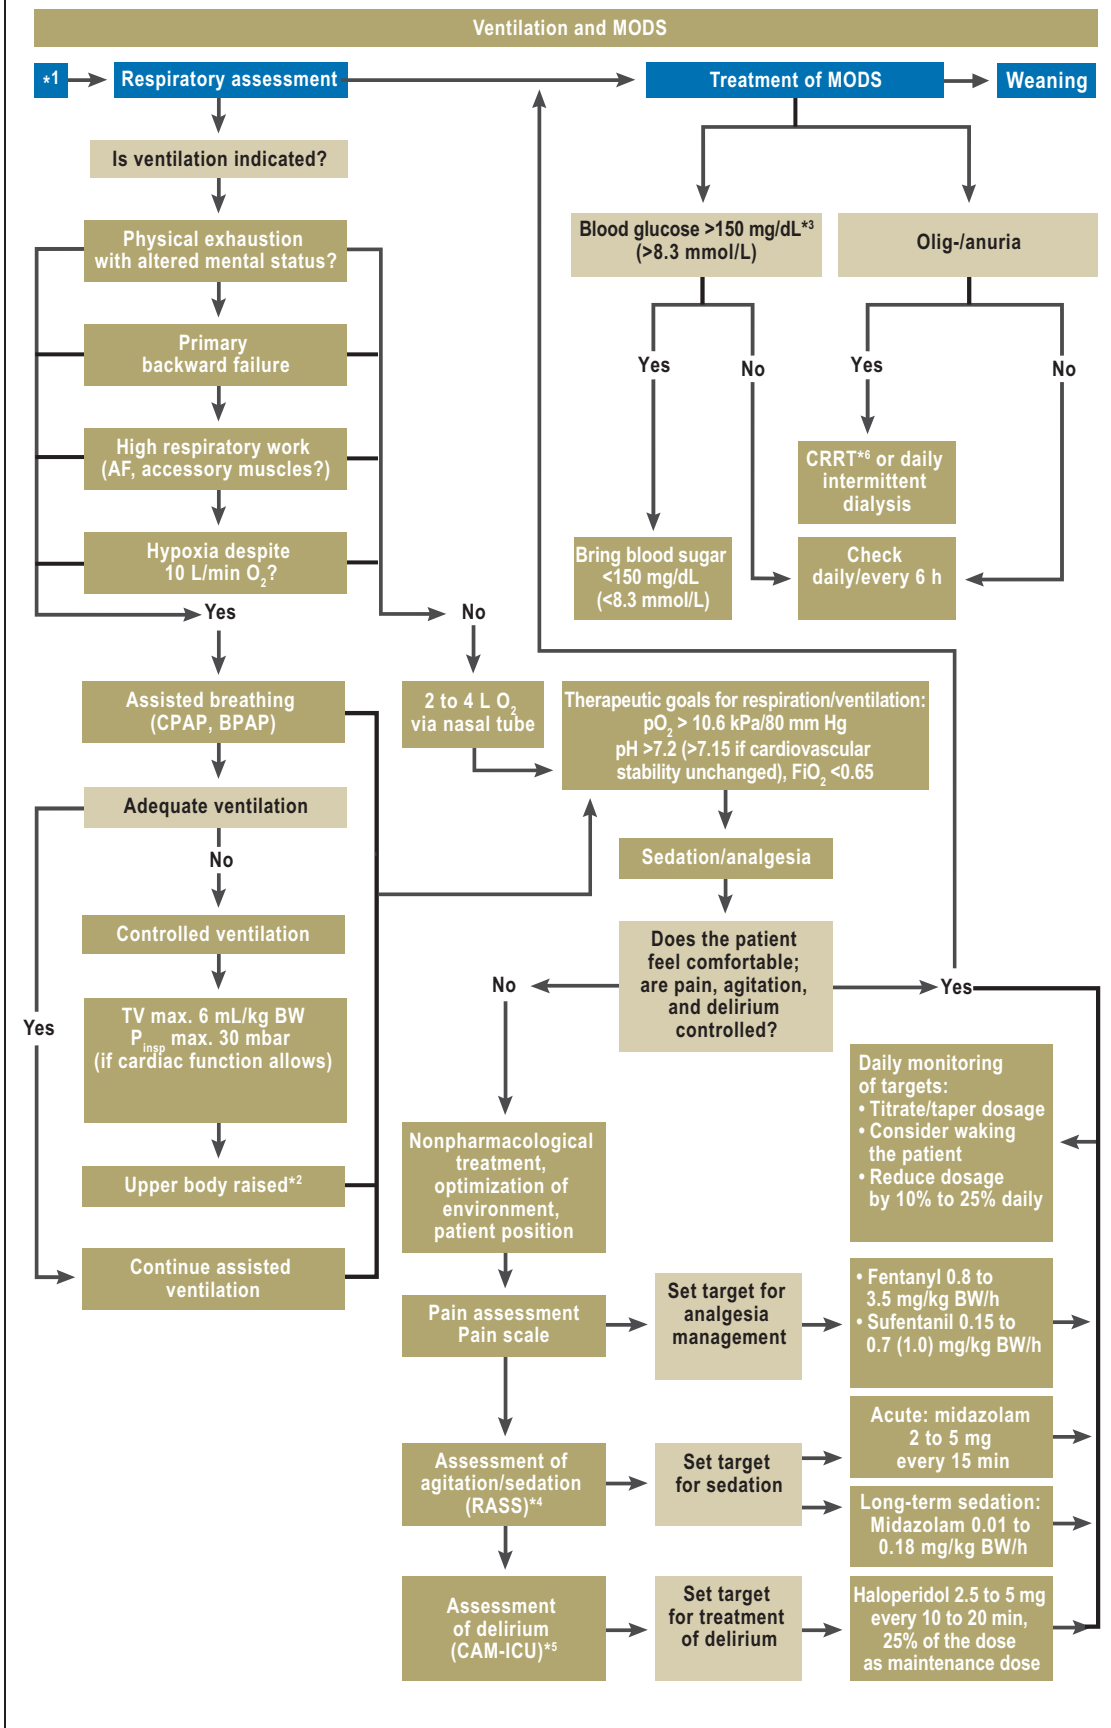 Ventilation and MODS
*1
Respiratory assessment
Treatment of MODS
Weaning
Is ventilation indicated?
Physical exhaustion
with altered mental status?
Primary
backward failure
High respiratory work
(AF, accessory muscles?)
Hypoxia despite
10 L/min O2?
Yes
No
Blood glucose >150 mg/dL*3
(>8.3 mmol/L)
Olig-/anuria
Yes
No
Yes
No
CRRT*6 or daily
intermittent
dialysis
Bring blood sugar
<150 mg/dL
(<8.3 mmol/L)
Check
daily/every 6 h
Assisted breathing
(CPAP, BPAP)
2 to 4 L O2
via nasal tube
Therapeutic goals for respiration/ventilation:
pO2 > 10.6 kPa/80 mm Hg
pH >7.2 (>7.15 if cardiovascular
stability unchanged), FiO2 <0.65
Adequate ventilation
No
Yes
Controlled ventilation
TV max. 6 mL/kg BW
Pinsp max. 30 mbar
(if cardiac function allows)
Upper body raised*2
Continue assisted
ventilation
Sedation/analgesia
Does the patient
feel comfortable;
are pain, agitation,
and delirium
controlled?
No
Yes
Daily monitoring
of targets:
• Titrate/taper dosage
• Consider waking
the patient
• Reduce dosage
by 10% to 25% daily
Nonpharmacological
treatment,
optimization of
environment,
patient position
Pain assessment
Pain scale
Set target for
analgesia
management
• Fentanyl 0.8 to
3.5 mg/kg BW/h
• Sufentanil 0.15 to
0.7 (1.0) mg/kg BW/h
Assessment of
agitation/sedation
(RASS)*4
Set target
for sedation
Acute: midazolam
2 to 5 mg
every 15 min
Long-term sedation:
Midazolam 0.01 to
0.18 mg/kg BW/h
Assessment
of delirium
(CAM-ICU)*5
Set target
for treatment
of delirium
Haloperidol 2.5 to 5 mg
every 10 to 20 min,
25% of the dose
as maintenance dose